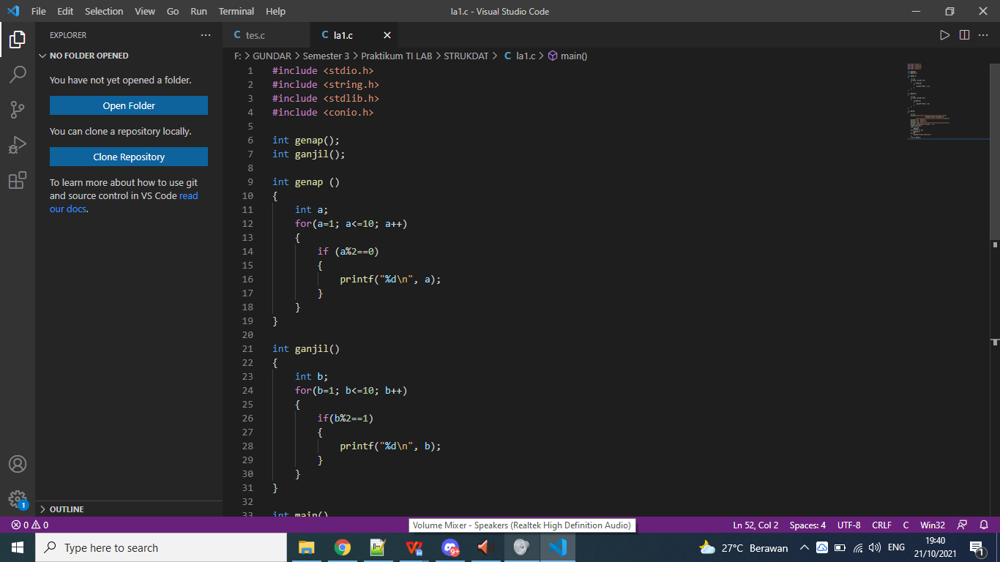 File Edit Selection View Go Run Terminal Help la1.c - Visual Studio Code
EXPLORER
NO FOLDER OPENED
You have not yet opened a folder.
Open Folder
You can clone a repository locally.
Clone Repository
To learn more about how to use git
and source control in VS Code read
our docs.
OUTLINE
C tes.c C la1.c
F: > GUNDAR > Semester 3 > Praktikum TI LAB > STRUKDAT > C la1.c > main()
1 #include <stdio.h>
2 #include <string.h>
3 #include <stdlib.h>
4 #include <conio.h>
5
6 int genap();
7 int ganjil();
8
9 int genap ()
10 {
11     int a;
12     for(a=1; a<=10; a++)
13     {
14         if (a%2==0)
15         {
16             printf("%d\n", a);
17         }
18     }
19 }
20
21 int ganjil()
22 {
23     int b;
24     for(b=1; b<=10; b++)
25     {
26         if(b%2==1)
27         {
28             printf("%d\n", b);
29         }
30     }
31 }
32
33 int main()
1
0 0
Volume Mixer - Speakers (Realtek High Definition Audio)
Ln 52, Col 2 Spaces: 4 UTF-8 CRLF C Win32
Type here to search
9+
27°C Berawan
ENG
19:40
21/10/2021
1